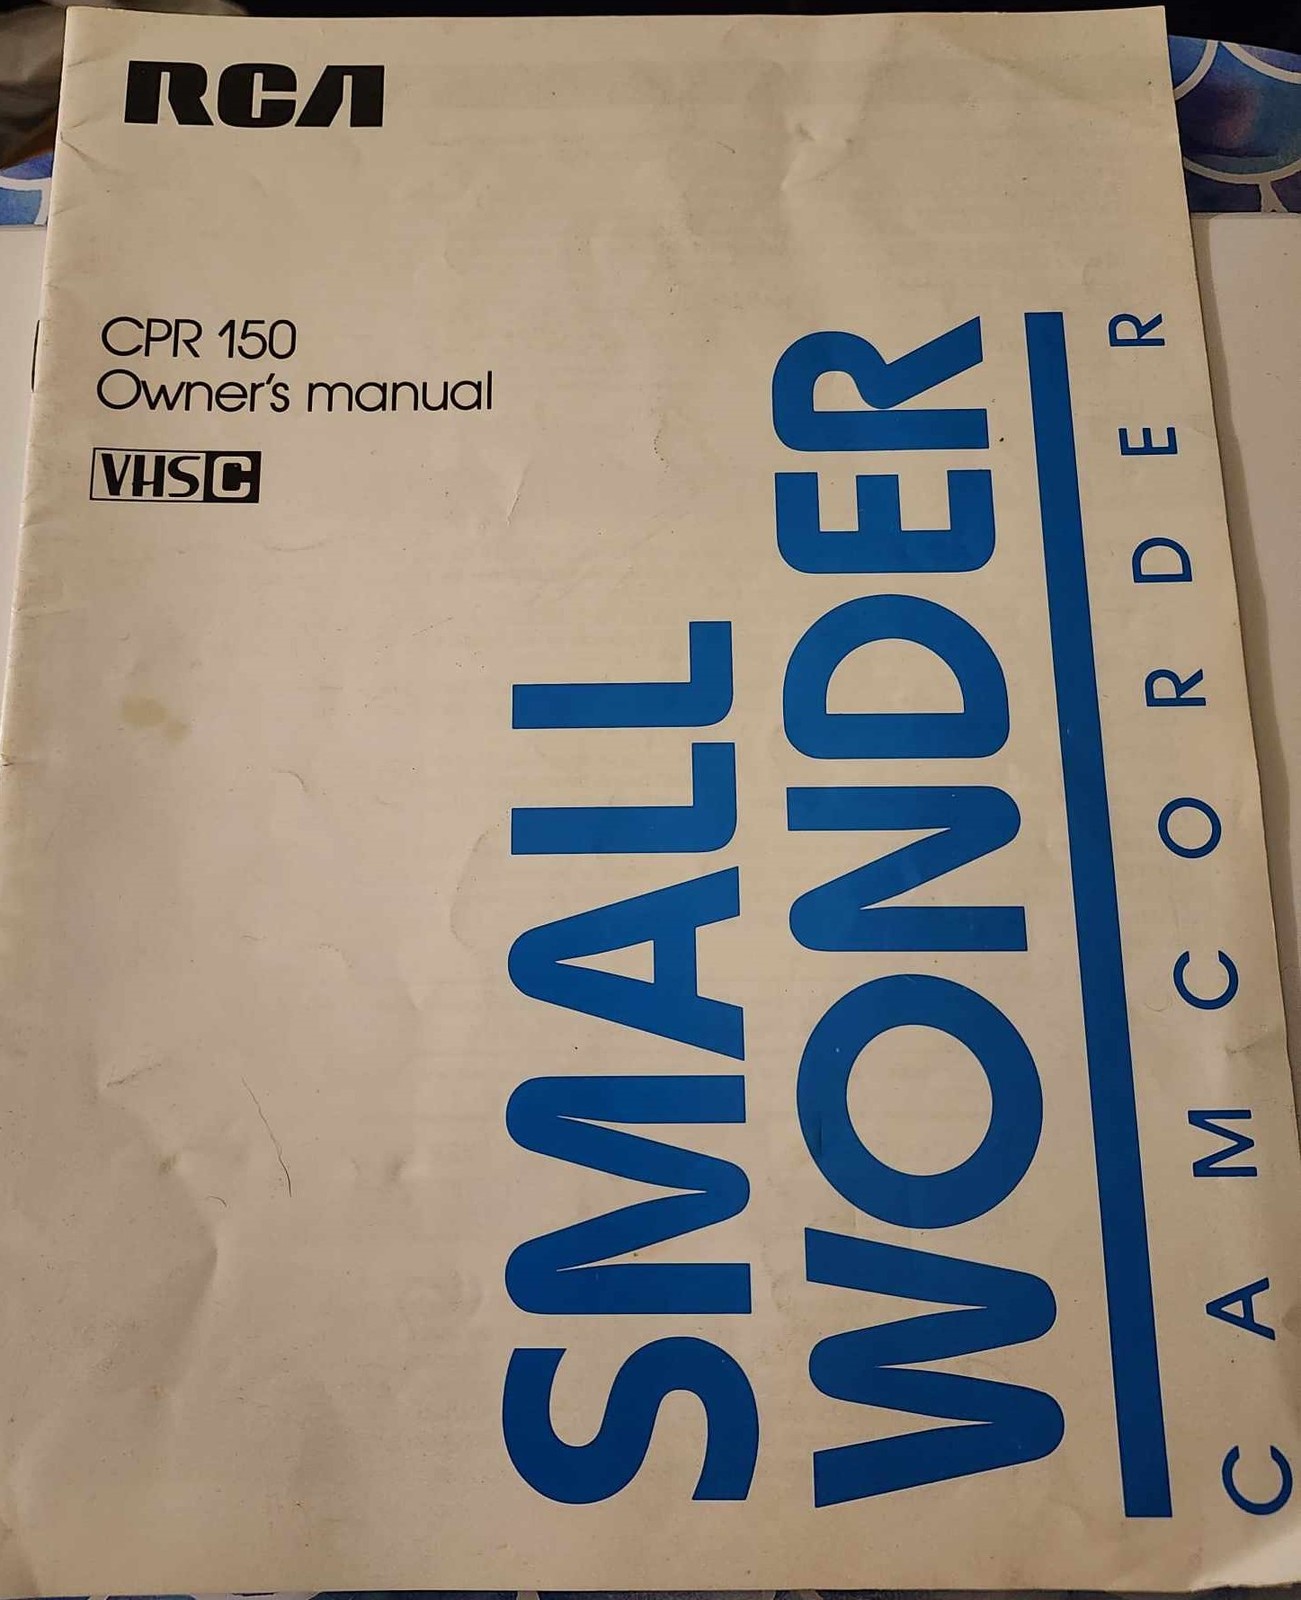 RCA
CPR 150
Owner's manual
VHS C
SMALL
WONDER
CAMCORDER